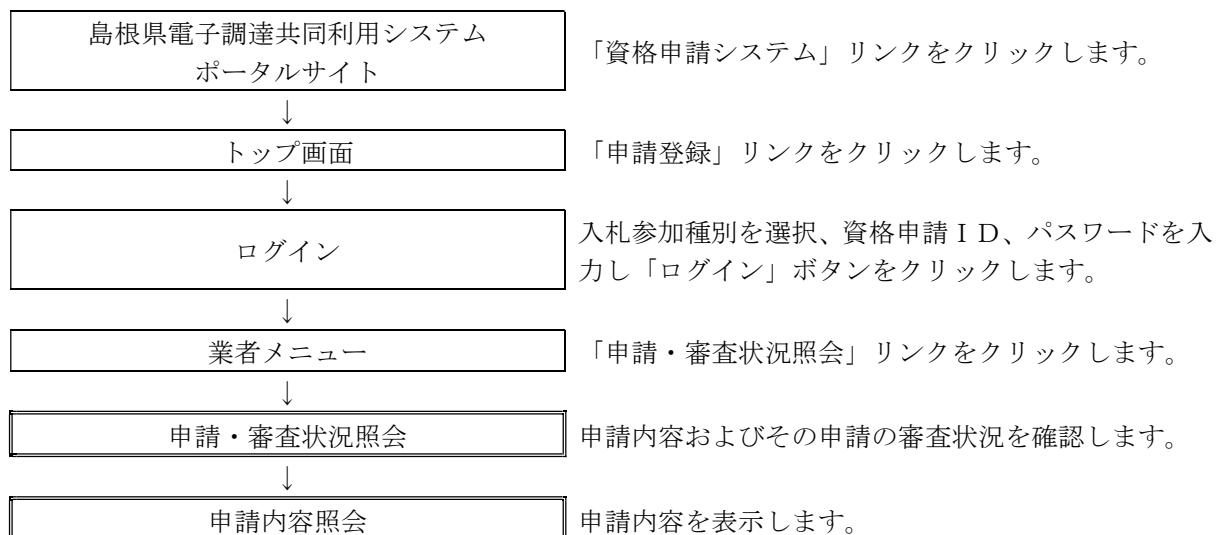 島根県電子調達共同利用システム
ポータルサイト
「資格申請システム」リンクをクリックします。
↓
トップ画面
「申請登録」リンクをクリックします。
↓
ログイン
入札参加種別を選択、資格申請ＩＤ、パスワードを入
力し「ログイン」ボタンをクリックします。
↓
業者メニュー
「申請・審査状況照会」リンクをクリックします。
↓
申請・審査状況照会
申請内容およびその申請の審査状況を確認します。
↓
申請内容照会
申請内容を表示します。